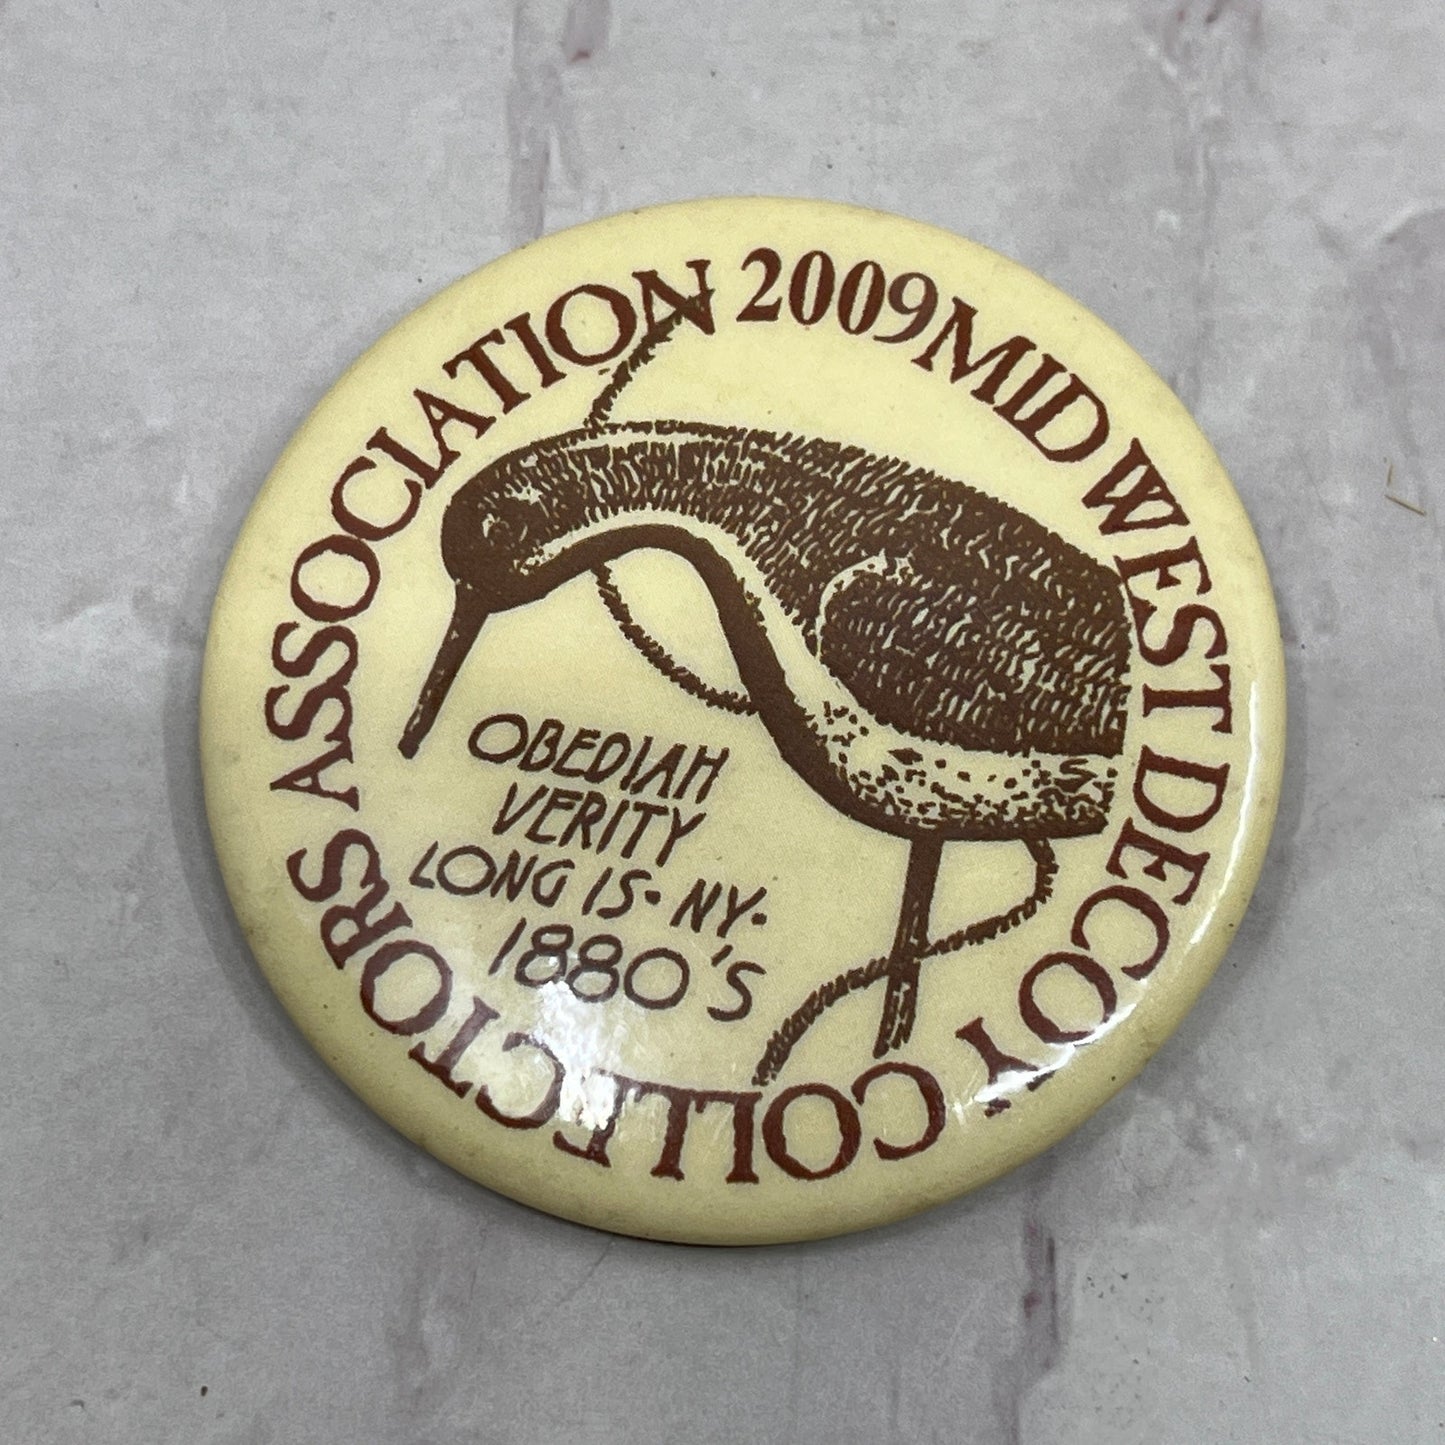 2009 MID WEST DECOY COLLECTORS ASSOCIATION
OBEDIAH
VERITY
LONG IS. NY.
1880'S